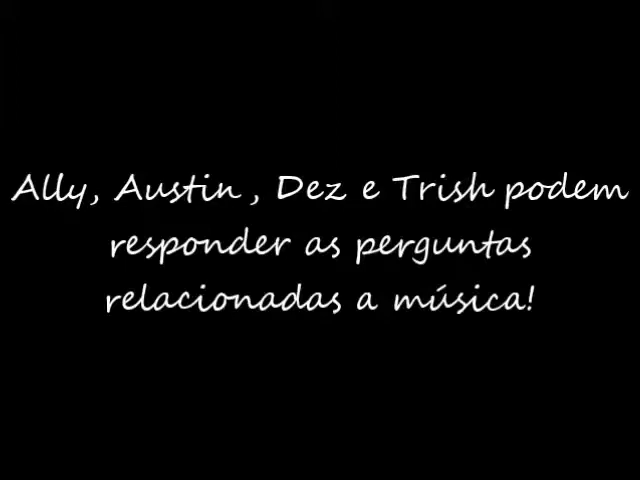 Ally, Austin , Dez e Trish podem
responder as perguntas
relacionadas a música!